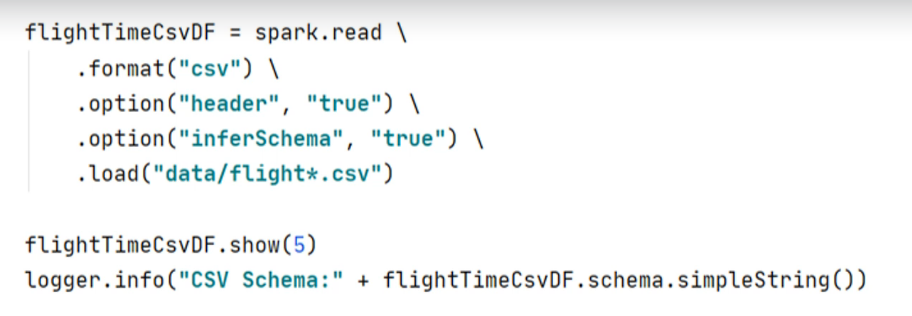 flightTimeCsvDF = spark.read \
.format("csv") \
.option("header", "true") \
.option("inferSchema", "true") \
.load("data/flight*.csv")
flightTimeCsvDF.show(5)
logger.info("CSV Schema:" + flightTimeCsvDF.schema.simpleString())